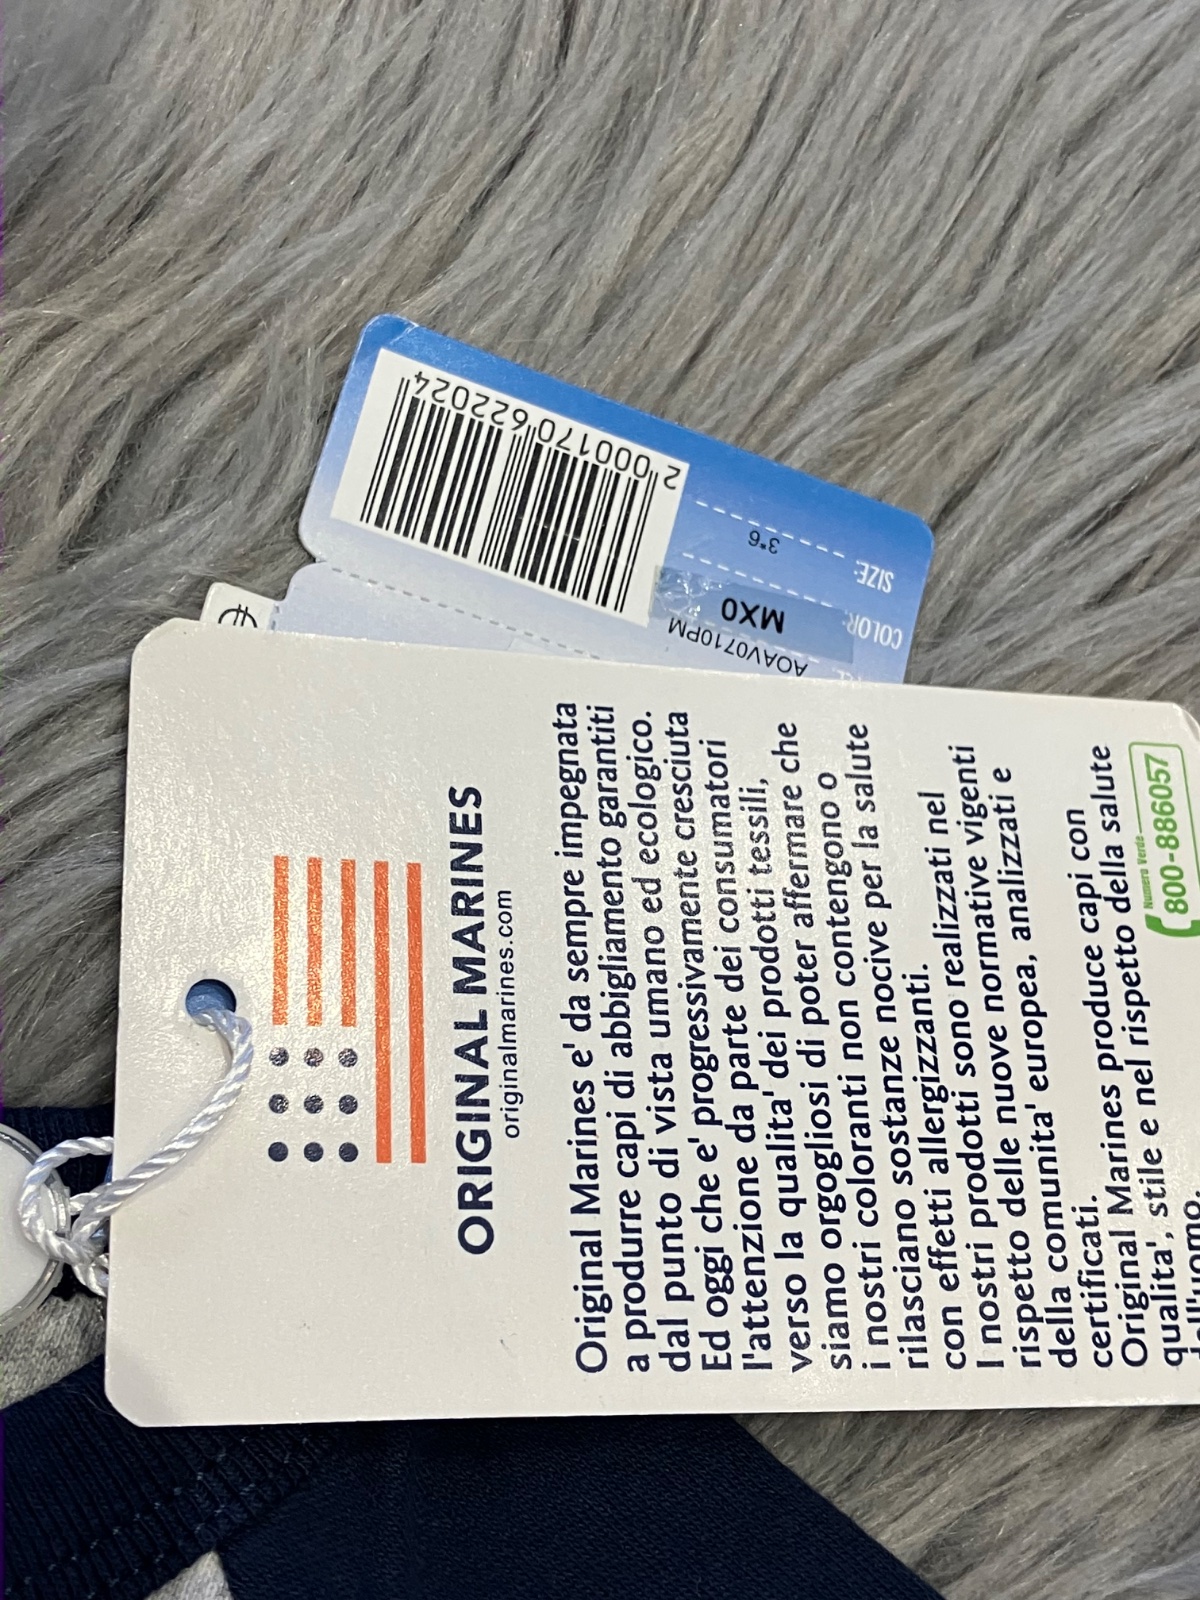 ORIGINAL MARINES
originalmarines.com
Original Marines e' da sempre impegnata
a produrre capi di abbigliamento garantiti
dal punto di vista umano ed ecologico.
Ed oggi che e' progressivamente cresciuta
l'attenzione da parte dei consumatori
verso la qualita' dei prodotti tessili,
siamo orgogliosi di poter affermare che
i nostri coloranti non contengono o
rilasciano sostanze nocive per la salute
con effetti allergizzanti.
I nostri prodotti sono realizzati nel
rispetto delle nuove normative vigenti
della comunita' europea, analizzati e
certificati.
Original Marines produce capi con
qualita', stile e nel rispetto della salute
dell'uomo.
Numero Verde
800-886057
AOAV0710PM
COLOR: MX0
SIZE: 3*6
2 000170 622024
€